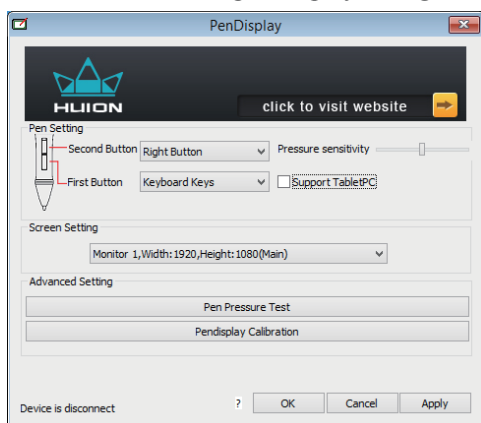 PenDisplay
HUION
click to visit website
Pen Setting
Second Button Right Button Pressure sensitivity
First Button Keyboard Keys Support TabletPC
Screen Setting
Monitor 1,Width:1920,Height:1080(Main)
Advanced Setting
Pen Pressure Test
Pendisplay Calibration
Device is disconnect ? OK Cancel Apply